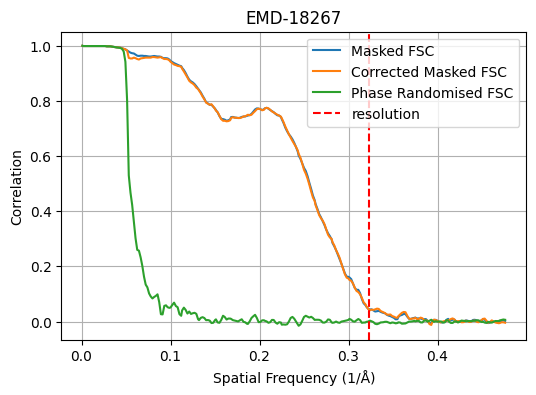 EMD-18267
Masked FSC
Corrected Masked FSC
Phase Randomised FSC
resolution
Correlation
1.0
0.8
0.6
0.4
0.2
0.0
0.0 0.1 0.2 0.3 0.4
Spatial Frequency (1/Å)